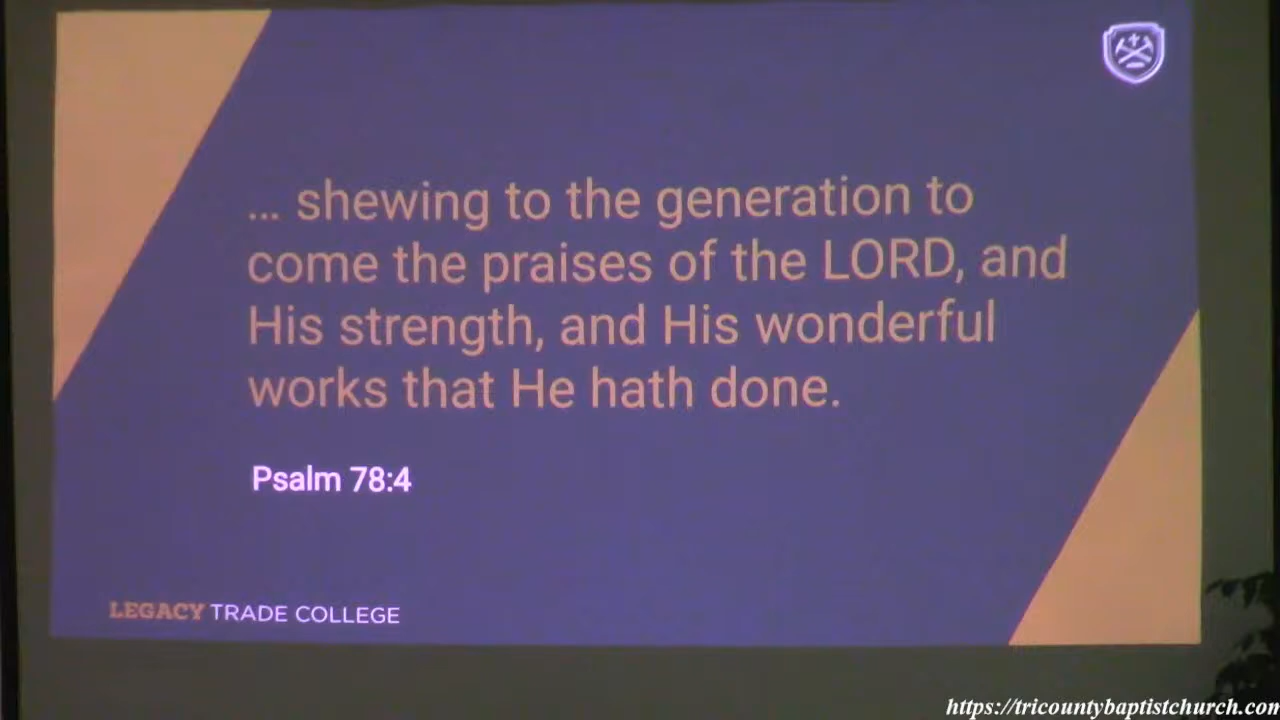 ... shewing to the generation to
come the praises of the LORD, and
His strength, and His wonderful
works that He hath done.
Psalm 78:4
LEGACY TRADE COLLEGE
https://tricountybaptistchurch.com